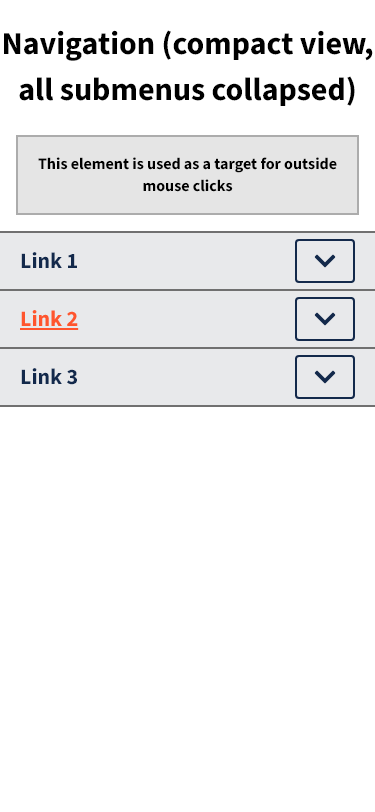 Navigation (compact view,
all submenus collapsed)
This element is used as a target for outside
mouse clicks
Link 1
Link 2
Link 3